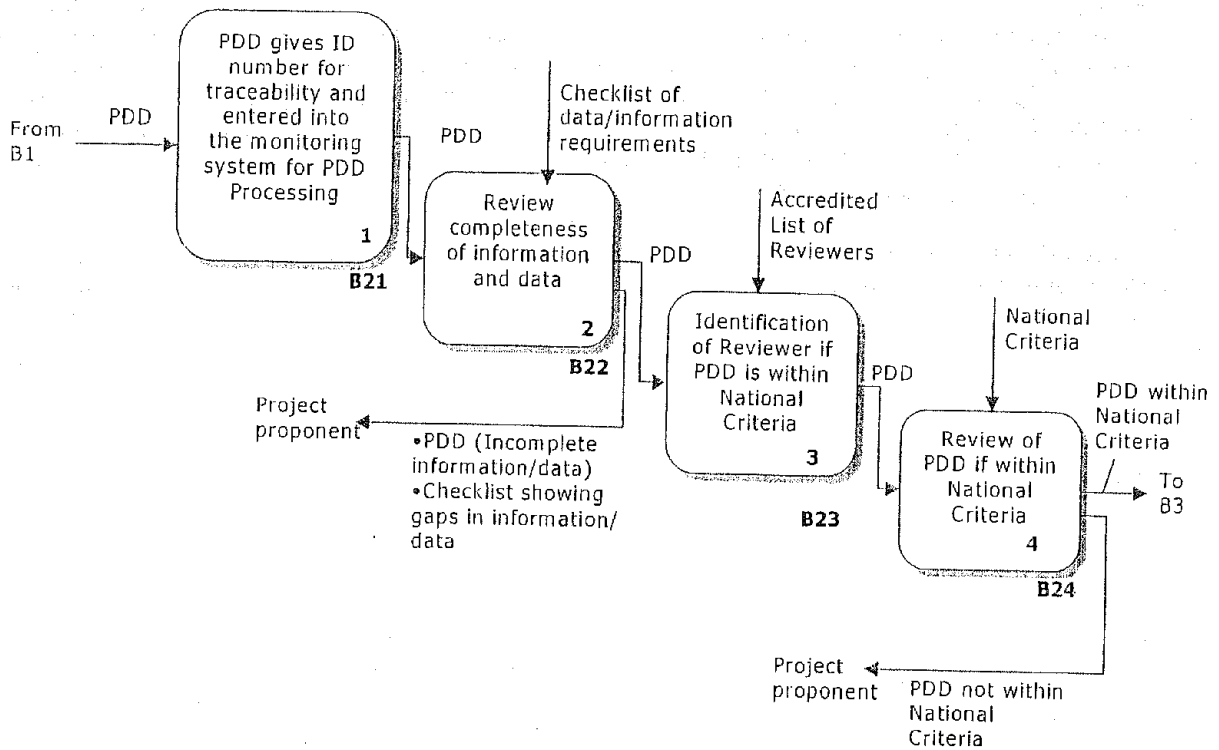 From
B1
PDD
PDD gives ID
number for
traceability and
entered into
the monitoring
system for PDD
Processing
1
B21
PDD
Checklist of
data/information
requirements
Review
completeness
of information
and data
2
B22
PDD
Project
proponent
•PDD (Incomplete
information/data)
•Checklist showing
gaps in information/
data
Accredited
List of
Reviewers
Identification
of Reviewer if
PDD is within
National
Criteria
3
B23
PDD
National
Criteria
Review of
PDD if within
National
Criteria
4
B24
PDD within
National
Criteria
To
B3
Project
proponent
PDD not within
National
Criteria